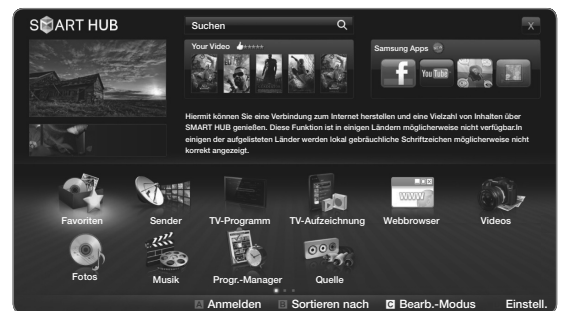 SMART HUB
Suchen
X
Your Video
Samsung Apps
f
You Tube
Hiermit können Sie eine Verbindung zum Internet herstellen und eine Vielzahl von Inhalten über
SMART HUB genießen. Diese Funktion ist in einigen Ländern möglicherweise nicht verfügbar.In
einigen der aufgelisteten Länder werden lokal gebräuchliche Schriftzeichen möglicherweise nicht
korrekt angezeigt.
WWW
Favoriten Sender TV-Programm TV-Aufzeichnung Webbrowser Videos
Fotos Musik Progr.-Manager Quelle
A Anmelden B Sortieren nach C Bearb.-Modus Einstell.